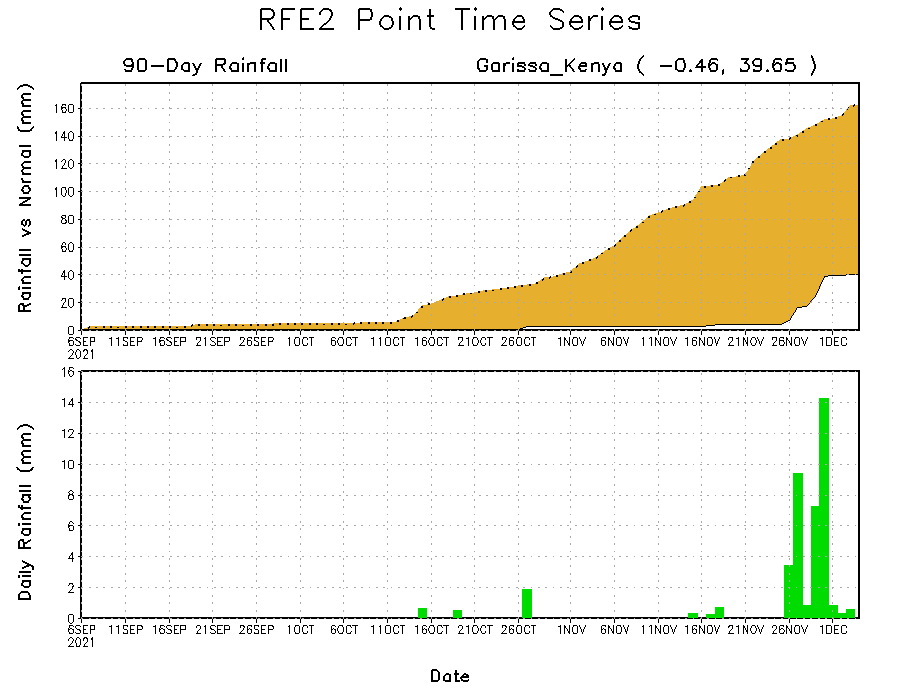 RFE2 Point Time Series
90-Day Rainfall
Garissa_Kenya ( -0.46, 39.65 )
Rainfall vs Normal (mm)
160
140
120
100
80
60
40
20
0
6SEP 11SEP 16SEP 21SEP 26SEP 1OCT 6OCT 11OCT 16OCT 21OCT 26OCT 1NOV 6NOV 11NOV 16NOV 21NOV 26NOV 1DEC
2021
Daily Rainfall (mm)
16
14
12
10
8
6
4
2
0
6SEP 11SEP 16SEP 21SEP 26SEP 1OCT 6OCT 11OCT 16OCT 21OCT 26OCT 1NOV 6NOV 11NOV 16NOV 21NOV 26NOV 1DEC
2021
Date